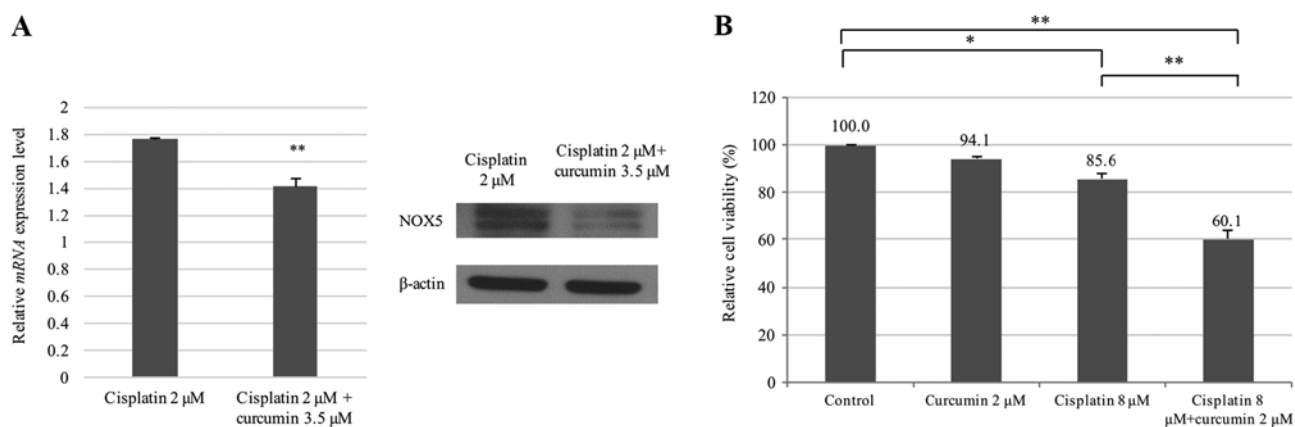 A
Relative mRNA expression level
2
1.8
1.6
1.4
1.2
1
0.8
0.6
0.4
0.2
0
**
Cisplatin 2 μM
Cisplatin 2 μM +
curcumin 3.5 μM
Cisplatin
2 μM
Cisplatin 2 μM+
curcumin 3.5 μM
NOX5
β-actin
B
**
*
**
Relative cell viability (%)
120
100
80
60
40
20
0
100.0
94.1
85.6
60.1
Control
Curcumin 2 μM
Cisplatin 8 μM
Cisplatin 8
μM+curcumin 2 μM